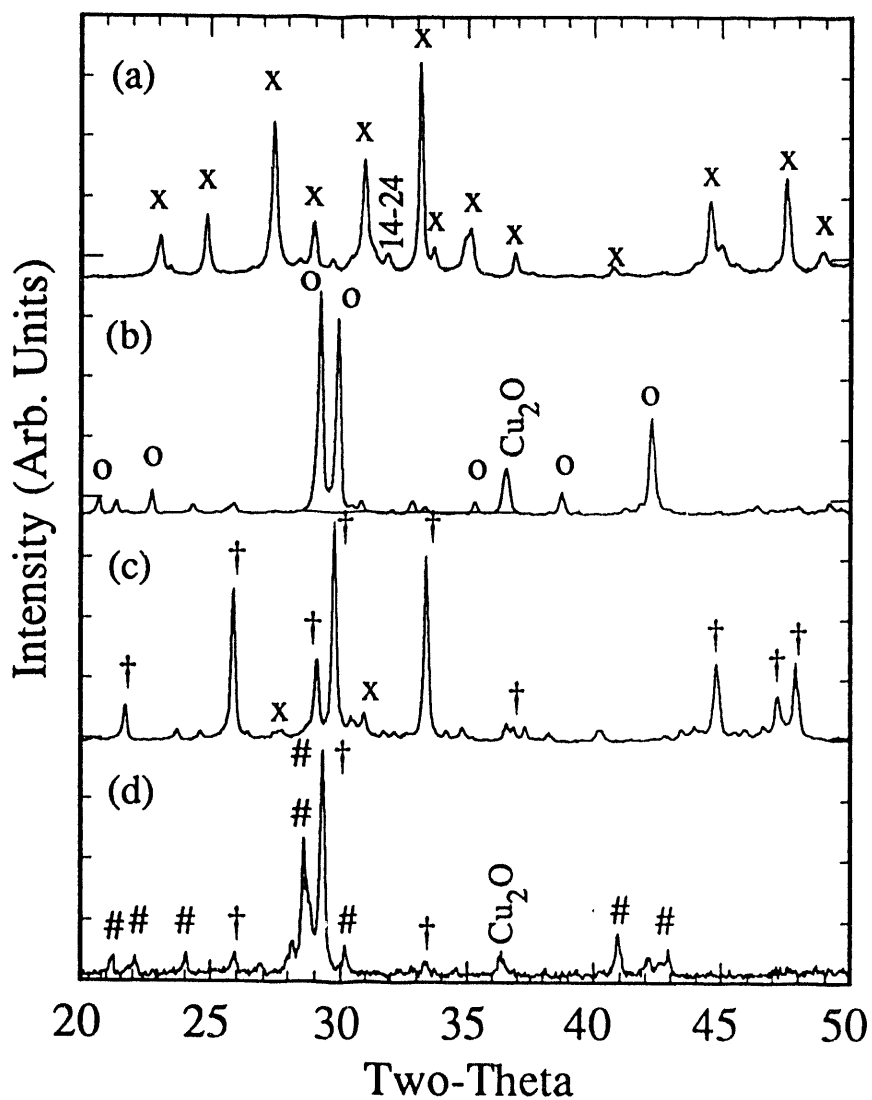 (a)
x x x x x 14-24 x x x x x x x x
(b)
o o o o o Cu2O o o
(c)
† † x † † x † † † † †
(d)
# # # † # # † # † Cu2O # #
20 25 30 35 40 45 50
Two-Theta
Intensity (Arb. Units)